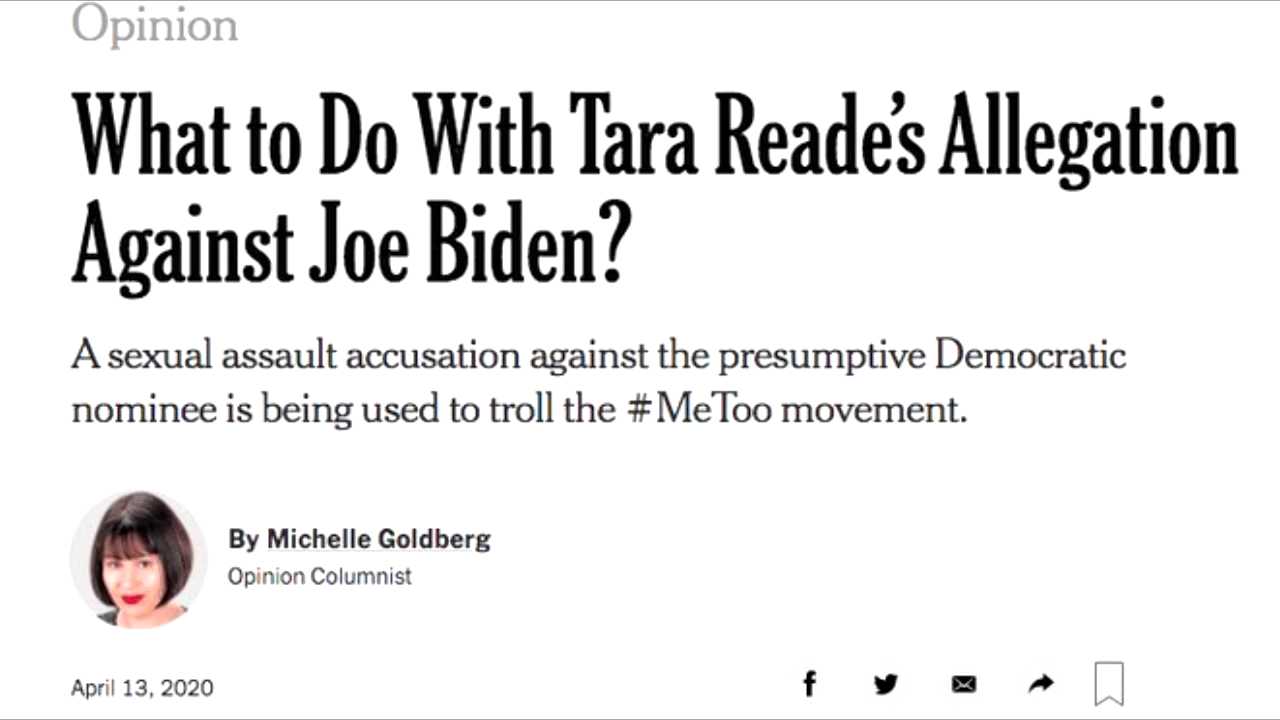 Opinion
What to Do With Tara Reade’s Allegation
Against Joe Biden?
A sexual assault accusation against the presumptive Democratic
nominee is being used to troll the #MeToo movement.
By Michelle Goldberg
Opinion Columnist
April 13, 2020